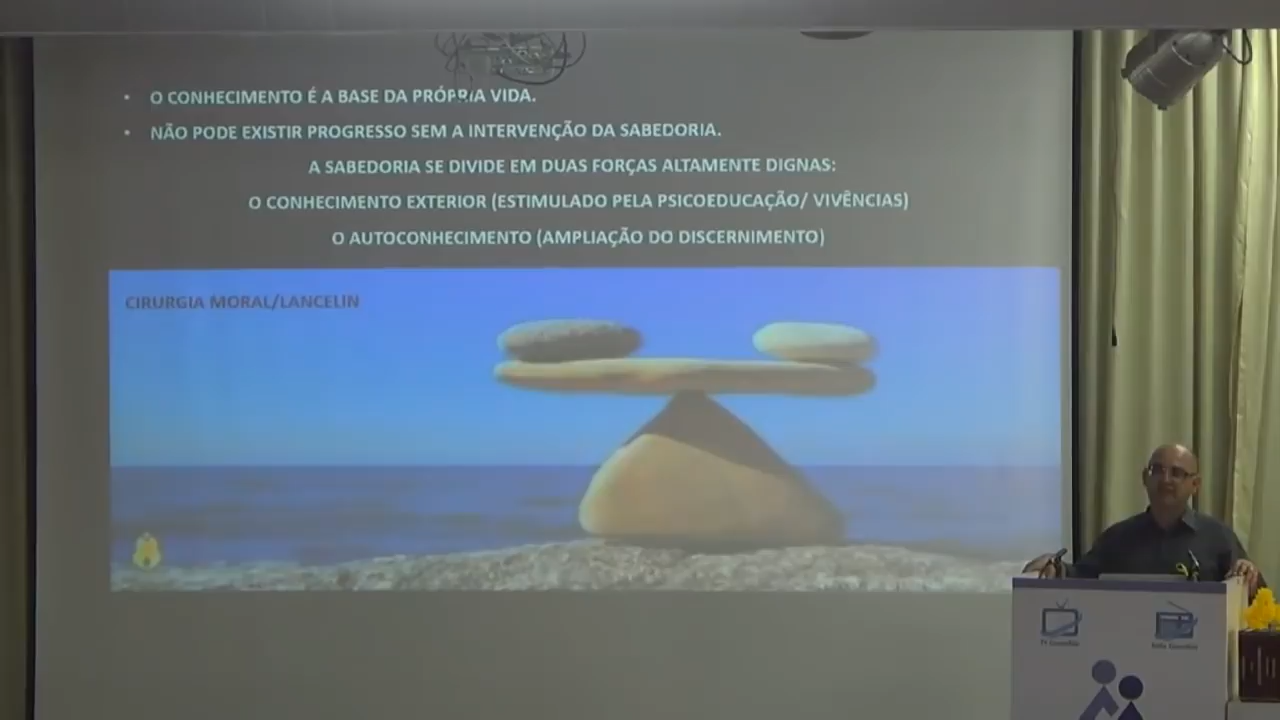 • O CONHECIMENTO É A BASE DA PRÓPRIA VIDA.
• NÃO PODE EXISTIR PROGRESSO SEM A INTERVENÇÃO DA SABEDORIA.
A SABEDORIA SE DIVIDE EM DUAS FORÇAS ALTAMENTE DIGNAS:
O CONHECIMENTO EXTERIOR (ESTIMULADO PELA PSICOEDUCAÇÃO/ VIVÊNCIAS)
O AUTOCONHECIMENTO (AMPLIAÇÃO DO DISCERNIMENTO)
CIRURGIA MORAL/LANCELIN